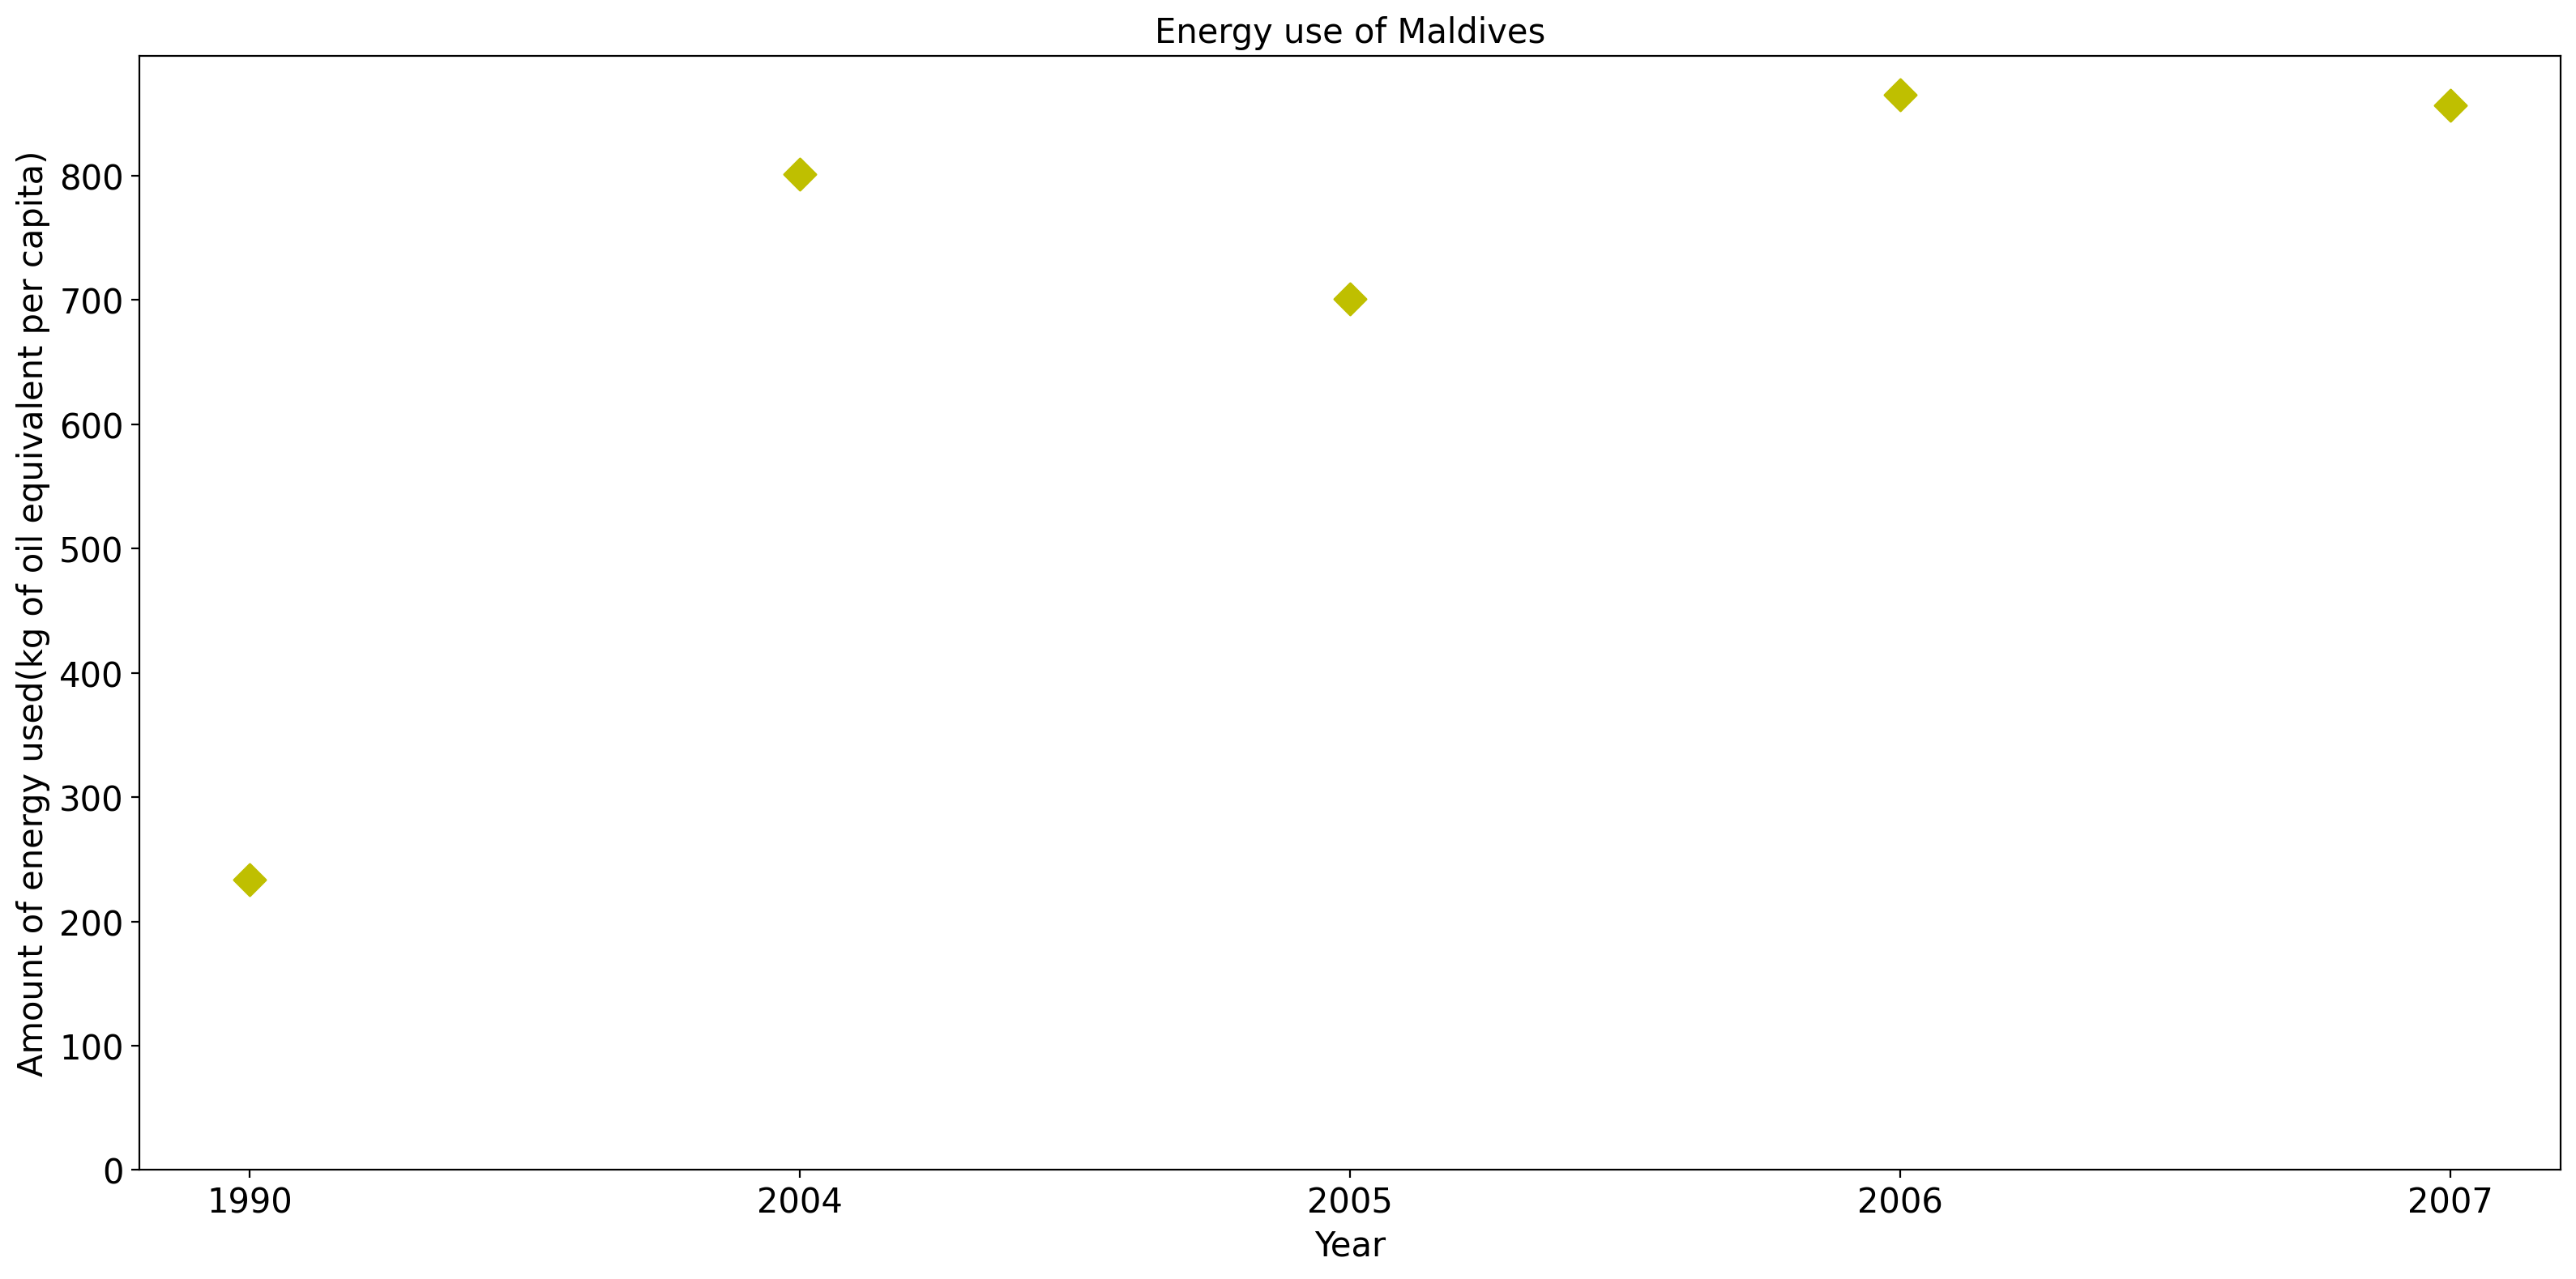 Energy use of Maldives
Amount of energy used(kg of oil equivalent per capita)
800
700
600
500
400
300
200
100
0
1990 2004 2005 2006 2007
Year